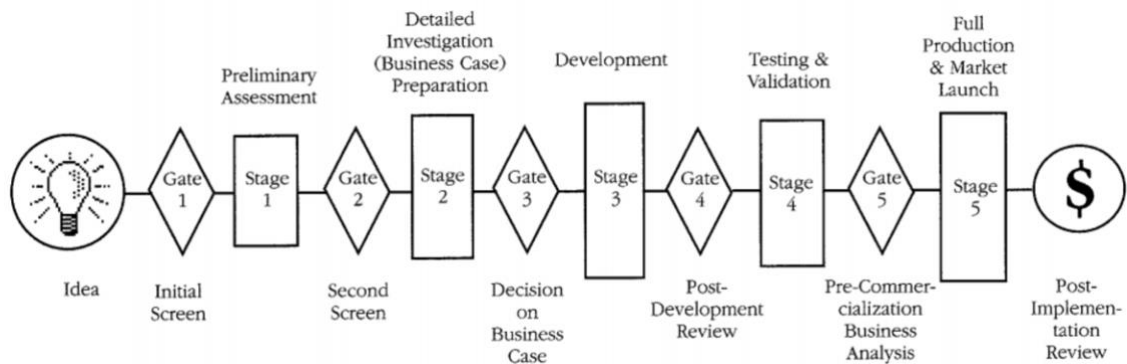 Preliminary
Assessment
Detailed
Investigation
(Business Case)
Preparation
Development
Testing &
Validation
Full
Production
& Market
Launch
Gate
1
Stage
1
Gate
2
Stage
2
Gate
3
Stage
3
Gate
4
Stage
4
Gate
5
Stage
5
$
Idea
Initial
Screen
Second
Screen
Decision
on
Business
Case
Post-
Development
Review
Pre-Commer-
cialization
Business
Analysis
Post-
Implemen-
tation
Review